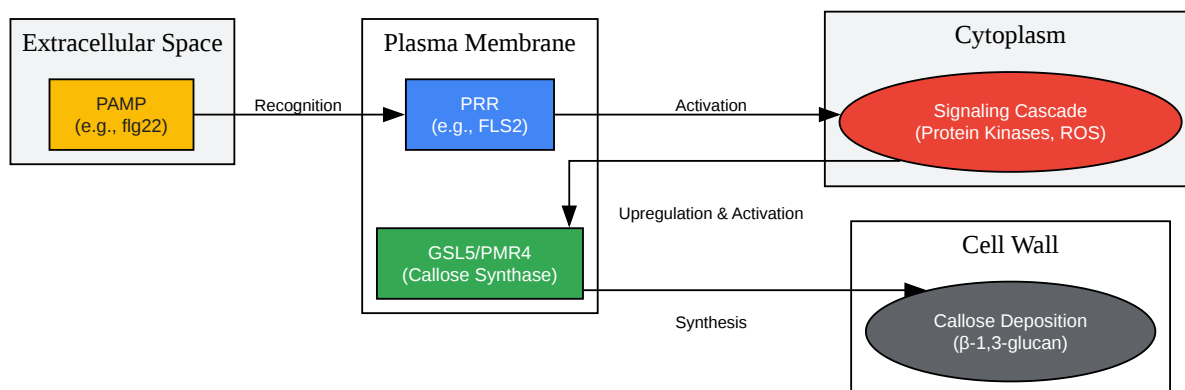 Extracellular Space
Plasma Membrane
Cytoplasm
PAMP
(e.g., flg22)
Recognition
PRR
(e.g., FLS2)
Activation
Signaling Cascade
(Protein Kinases, ROS)
Upregulation & Activation
GSL5/PMR4
(Callose Synthase)
Cell Wall
Synthesis
Callose Deposition
(β-1,3-glucan)